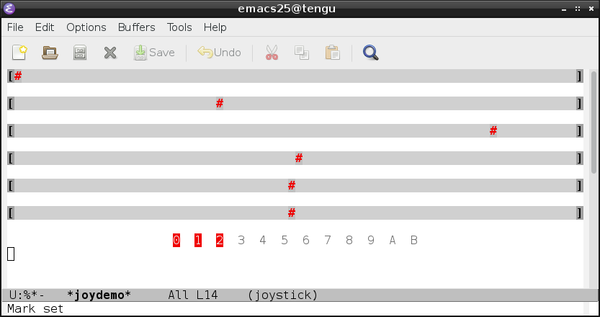 emacs25@tengu
File Edit Options Buffers Tools Help
Save Undo
[# ]
[ # ]
[ # ]
[ # ]
[ # ]
[ # ]
0 1 2 3 4 5 6 7 8 9 A B
U:%*- *joydemo* All L14 (joystick)
Mark set